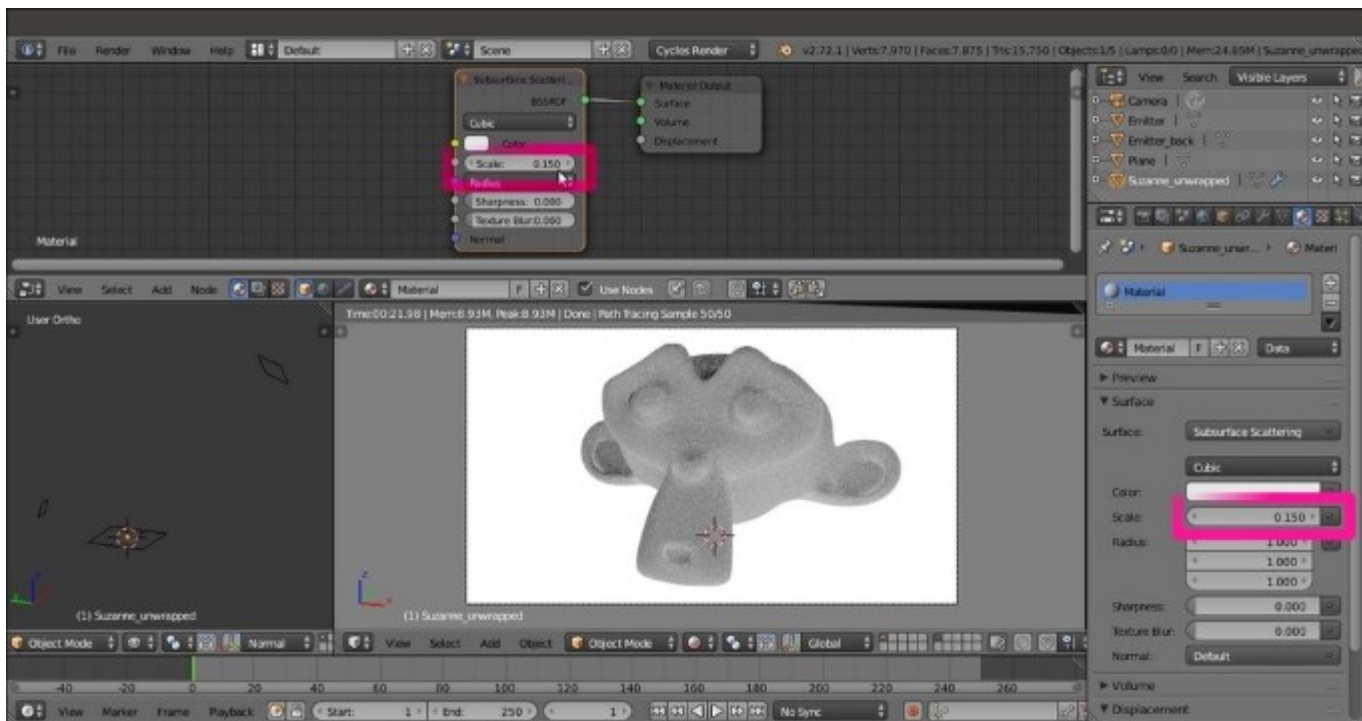 File Render Window Help Default Scene Cycles Render v2.72.1 | Verts:7,970 | Faces:7,875 | Tris:15,750 | Objects:1/5 | Lamps:0/0 | Mem:24.85M | Suzanne_unwrappe
Subsurface Scatteri...
BSSRDF
Cubic
Color
Scale: 0.150
Radius
Sharpness: 0.000
Texture Blur:0.000
Normal
Material Output
Surface
Volume
Displacement
Material
View Search Visible Layers
Camera
Emitter
Emitter_back
Plane
Suzanne_unwrapped
View Select Add Node Material F Use Nodes
User Ortho
(1) Suzanne_unwrapped
Time:00:21.98 | Mem:8.93M, Peak:8.93M | Done | Path Tracing Sample 50/50
(1) Suzanne_unwrapped
Suzanne_unwr... Materi
Material
Material F Data
Preview
Surface
Surface: Subsurface Scattering
Cubic
Color:
Scale: 0.150
Radius: 1.000
1.000
1.000
Sharpness: 0.000
Texture Blur: 0.000
Normal: Default
Volume
Displacement
Object Mode Normal
View Select Add Object Object Mode Global
-40 -20 0 20 40 60 80 100 120 140 160 180 200 220 240 260
View Marker Frame Playback Start: 1 End: 250 1 No Sync